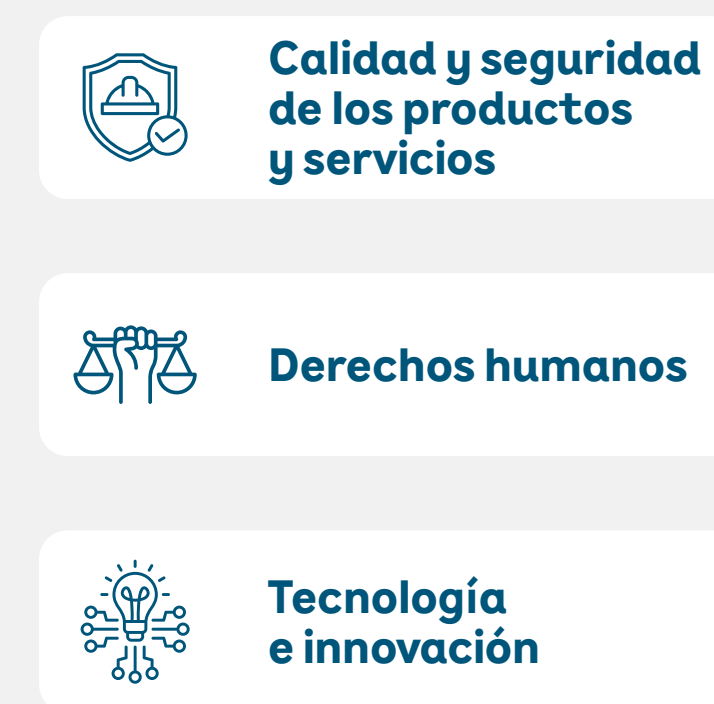 Calidad y seguridad
de los productos
y servicios
Derechos humanos
Tecnología
e innovación